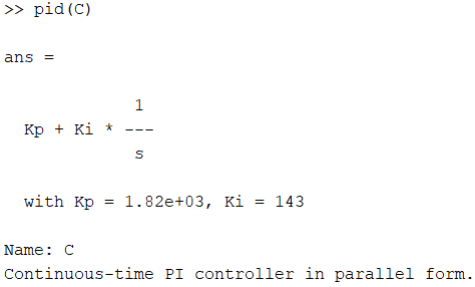 >> pid(C)
ans =
1
Kp + Ki * ---
s
with Kp = 1.82e+03, Ki = 143
Name: C
Continuous-time PI controller in parallel form.